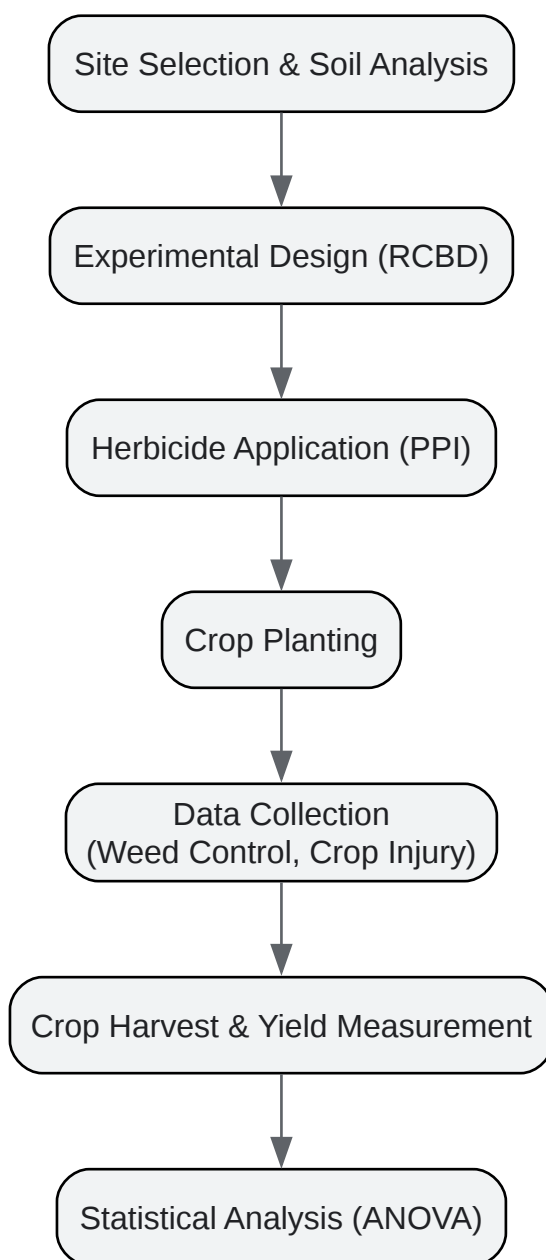 Site Selection & Soil Analysis
Experimental Design (RCBD)
Herbicide Application (PPI)
Crop Planting
Data Collection
(Weed Control, Crop Injury)
Crop Harvest & Yield Measurement
Statistical Analysis (ANOVA)